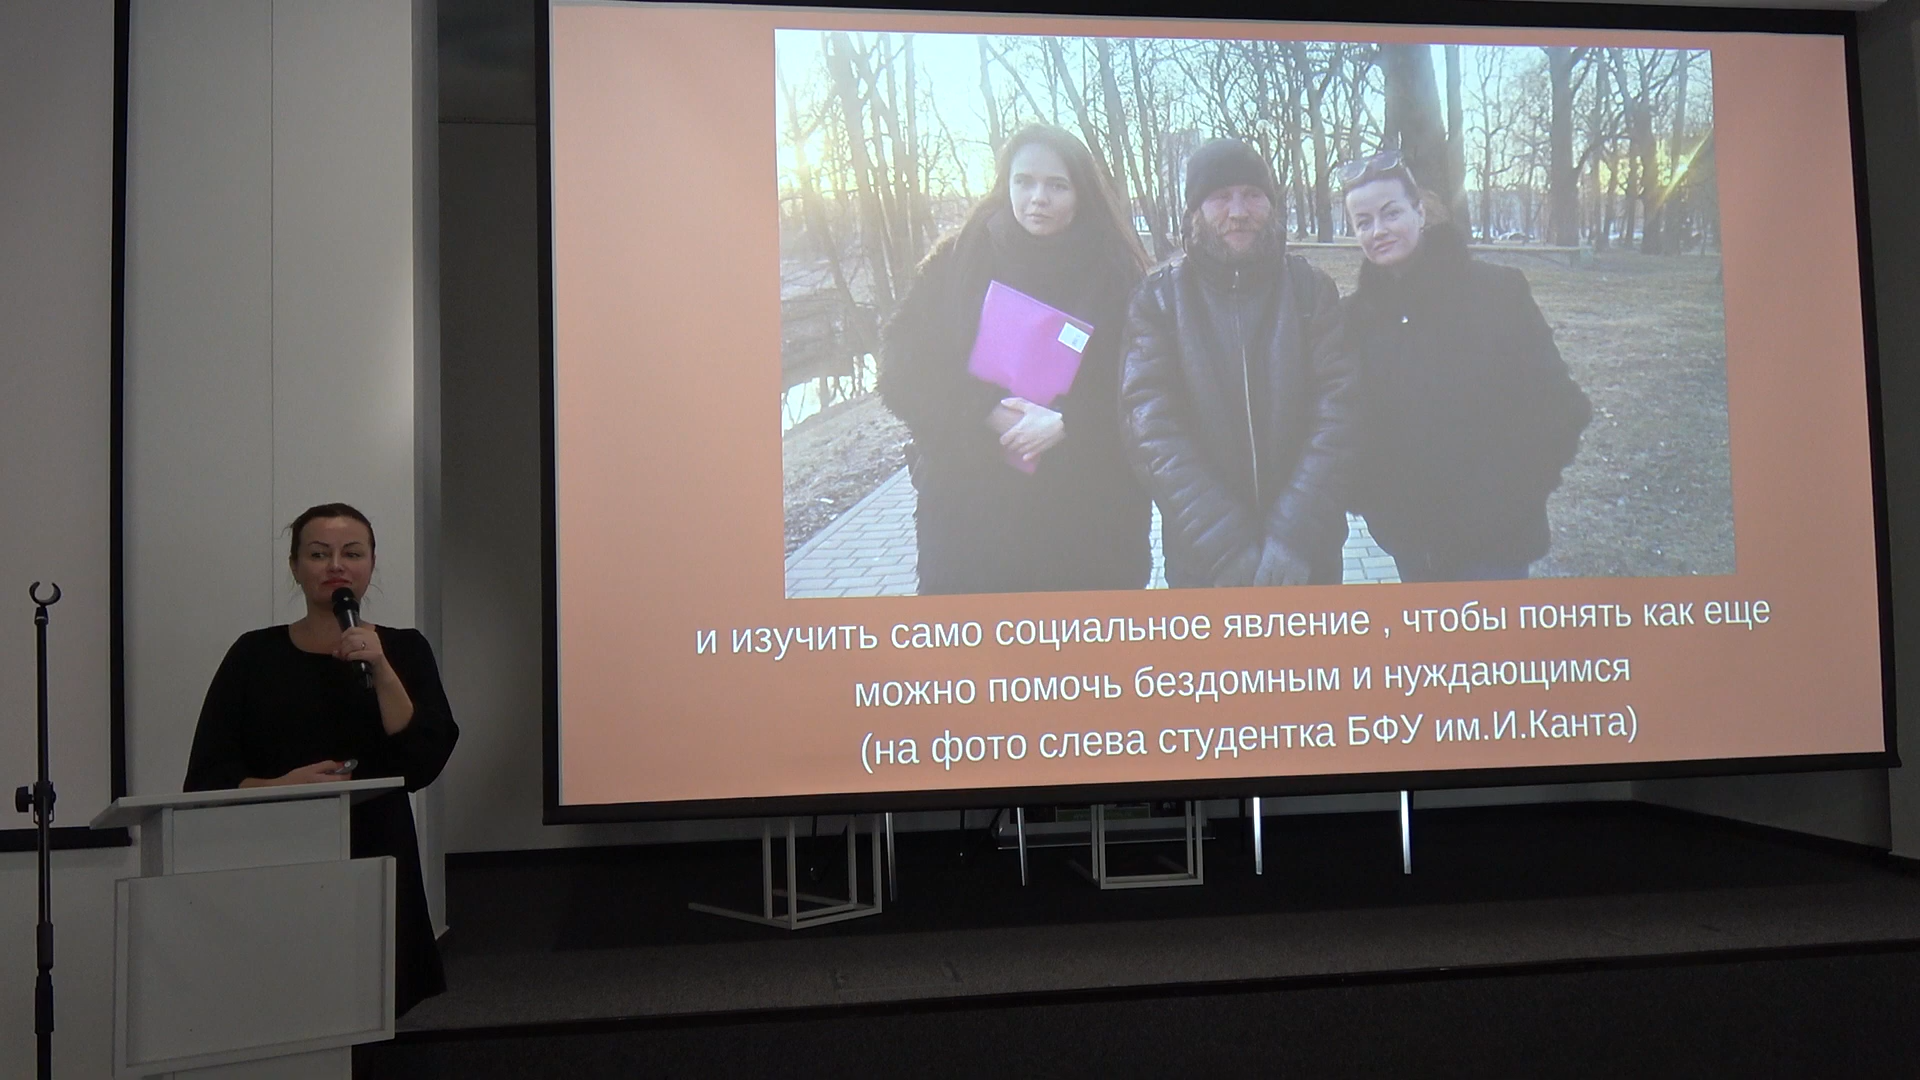 и изучить само социальное явление , чтобы понять как еще
можно помочь бездомным и нуждающимся
(на фото слева студентка БФУ им.И.Канта)